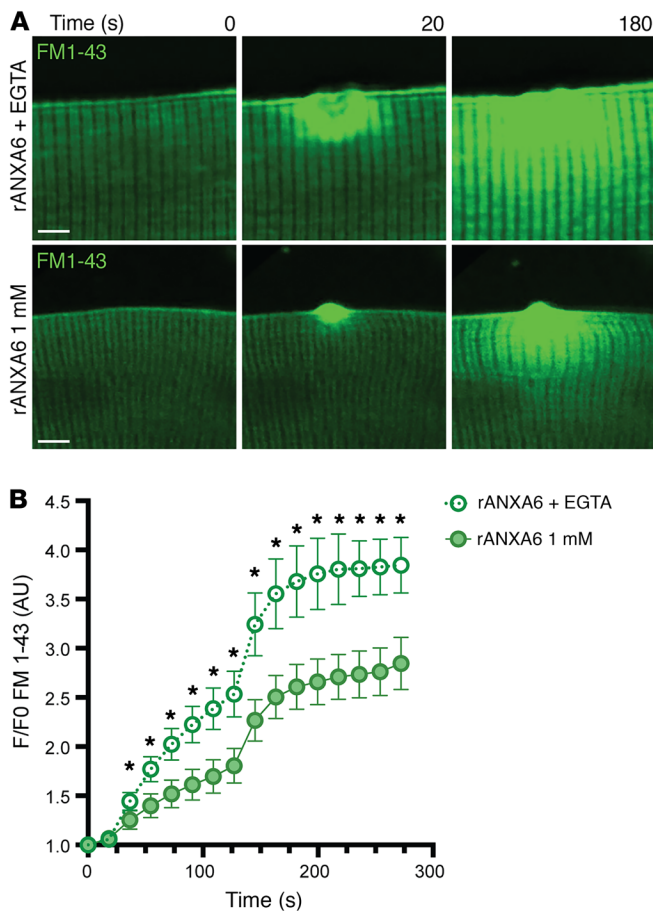 A Time (s) 0 20 180
FM1-43
rANXA6 + EGTA
FM1-43
rANXA6 1 mM
B
4.5
4.0
3.5
3.0
2.5
2.0
1.5
1.0
F/F0 FM 1-43 (AU)
* * * * * * * * * * * * *
0 100 200 300
Time (s)
rANXA6 + EGTA
rANXA6 1 mM